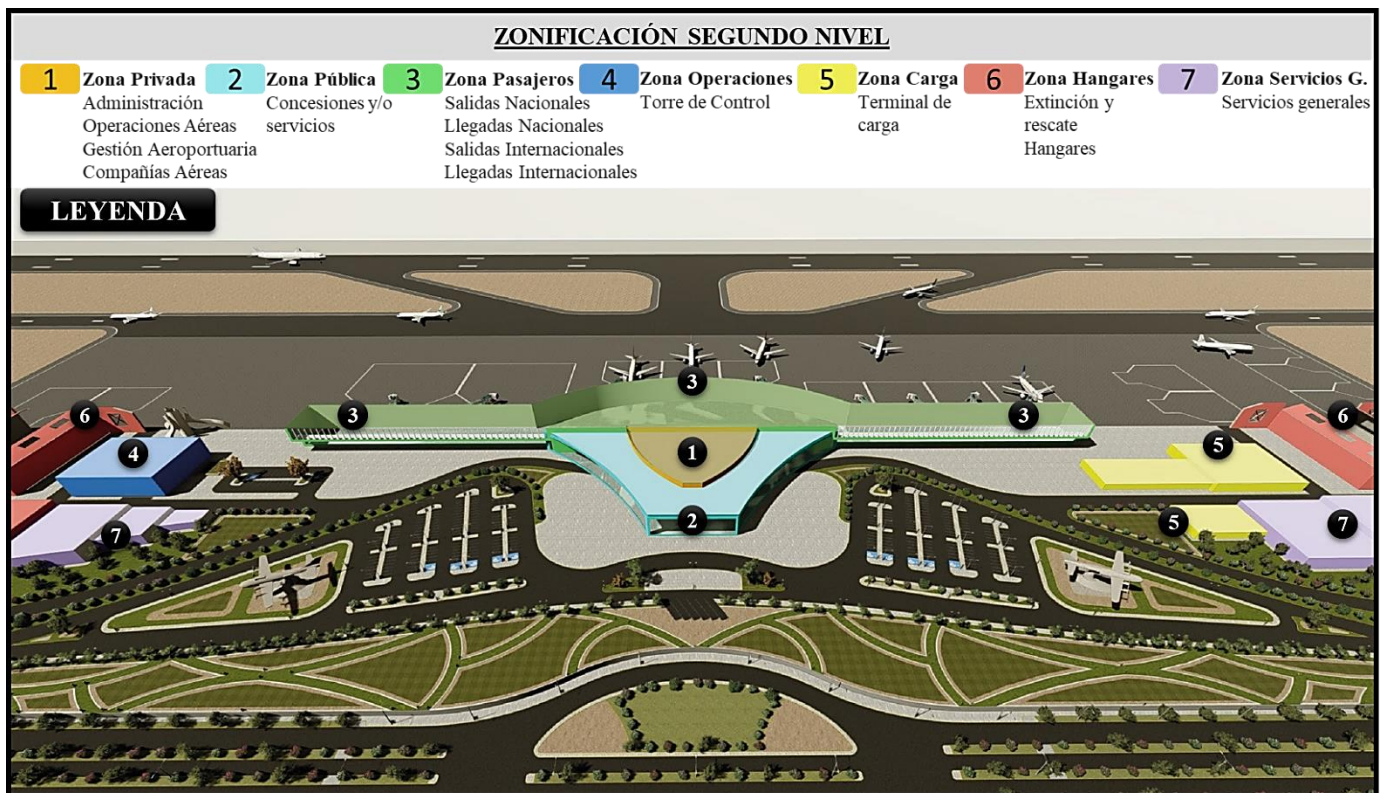 ZONIFICACIÓN SEGUNDO NIVEL
1 Zona Privada
Administración
Operaciones Aéreas
Gestión Aeroportuaria
Compañías Aéreas
2 Zona Pública
Concesiones y/o
servicios
3 Zona Pasajeros
Salidas Nacionales
Llegadas Nacionales
Salidas Internacionales
Llegadas Internacionales
4 Zona Operaciones
Torre de Control
5 Zona Carga
Terminal de
carga
6 Zona Hangares
Extinción y
rescate
Hangares
7 Zona Servicios G.
Servicios generales
LEYENDA
3
6
3
3
6
4
1
5
2
5
7
7